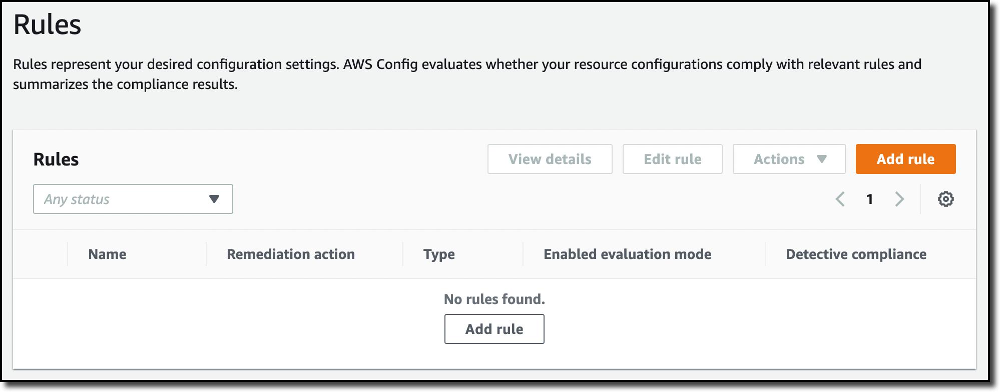 Rules
Rules represent your desired configuration settings. AWS Config evaluates whether your resource configurations comply with relevant rules and
summarizes the compliance results.
Rules
View details
Edit rule
Actions
Add rule
Any status
1
Name
Remediation action
Type
Enabled evaluation mode
Detective compliance
No rules found.
Add rule